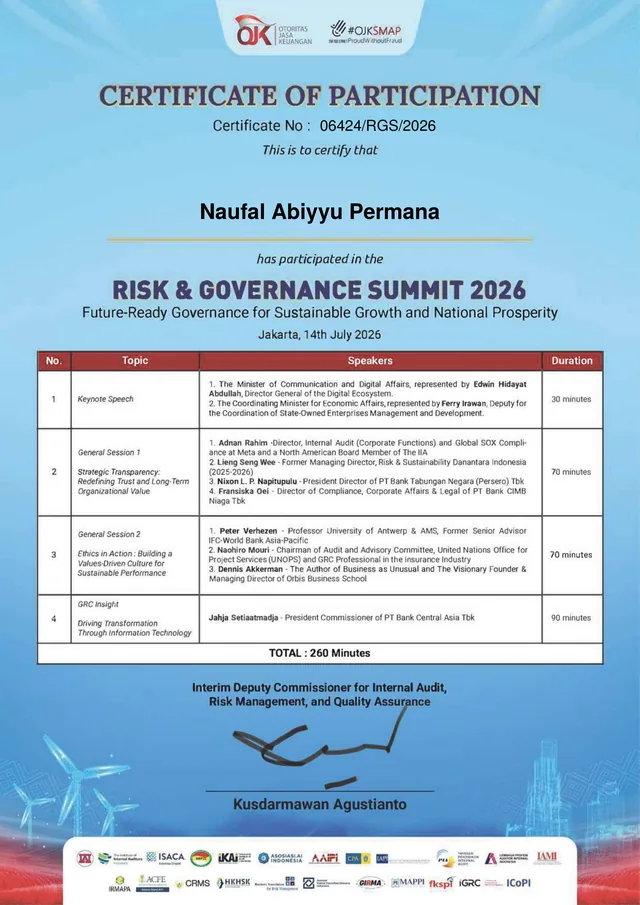 OJK
OTORITAS
JASA
KEUANGAN
#OJKSMAP
#ProudWithoutFraud
CERTIFICATE OF PARTICIPATION
Certificate No : 06424/RGS/2026
This is to certify that
Naufal Abiyyu Permana
has participated in the
RISK & GOVERNANCE SUMMIT 2026
Future-Ready Governance for Sustainable Growth and National Prosperity
Jakarta, 14th July 2026
No. Topic Speakers Duration
1 Keynote Speech
1. The Minister of Communication and Digital Affairs, represented by Edwin Hidayat
Abdullah, Director General of the Digital Ecosystem.
2. The Coordinating Minister for Economic Affairs, represented by Ferry Irawan, Deputy for
the Coordination of State-Owned Enterprises Management and Development.
30 minutes
2
General Session 1
Strategic Transparency:
Redefining Trust and Long-Term
Organizational Value
1. Adnan Rahim -Director, Internal Audit (Corporate Functions) and Global SOX Compli-
ance at Meta and a North American Board Member of The IIA
2. Lieng Seng Wee - Former Managing Director, Risk & Sustainability Danantara Indonesia
(2025-2026)
3. Nixon L. P. Napitupulu - President Director of PT Bank Tabungan Negara (Persero) Tbk
4. Fransiska Oei - Director of Compliance, Corporate Affairs & Legal of PT Bank CIMB
Niaga Tbk
70 minutes
3
General Session 2
Ethics in Action : Building a
Values-Driven Culture for
Sustainable Performance
1. Peter Verhezen - Professor University of Antwerp & AMS, Former Senior Advisor
IFC-World Bank Asia-Pacific
2. Naohiro Mouri - Chairman of Audit and Advisory Committee, United Nations Office for
Project Services (UNOPS) and GRC Professional in the Insurance Industry
3. Dennis Akkerman - The Author of Business as Unusual and The Visionary Founder &
Managing Director of Orbis Business School
70 minutes
4
GRC Insight
Driving Transformation
Through Information Technology
Jahja Setiaatmadja - President Commissioner of PT Bank Central Asia Tbk
90 minutes
TOTAL : 260 Minutes
Interim Deputy Commissioner for Internal Audit,
Risk Management, and Quality Assurance
Kusdarmawan Agustianto
IAI
The Institute of
Internal Auditors
ISACA
IKAI
ASOSIASI AI
INDONESIA
AAIPI
CPA
IAPI
IAMI
IRMAPA
ACFE
CRMS
HKHSK
GIRMA
MAPPI
fkspi
iGRC
ICoPI